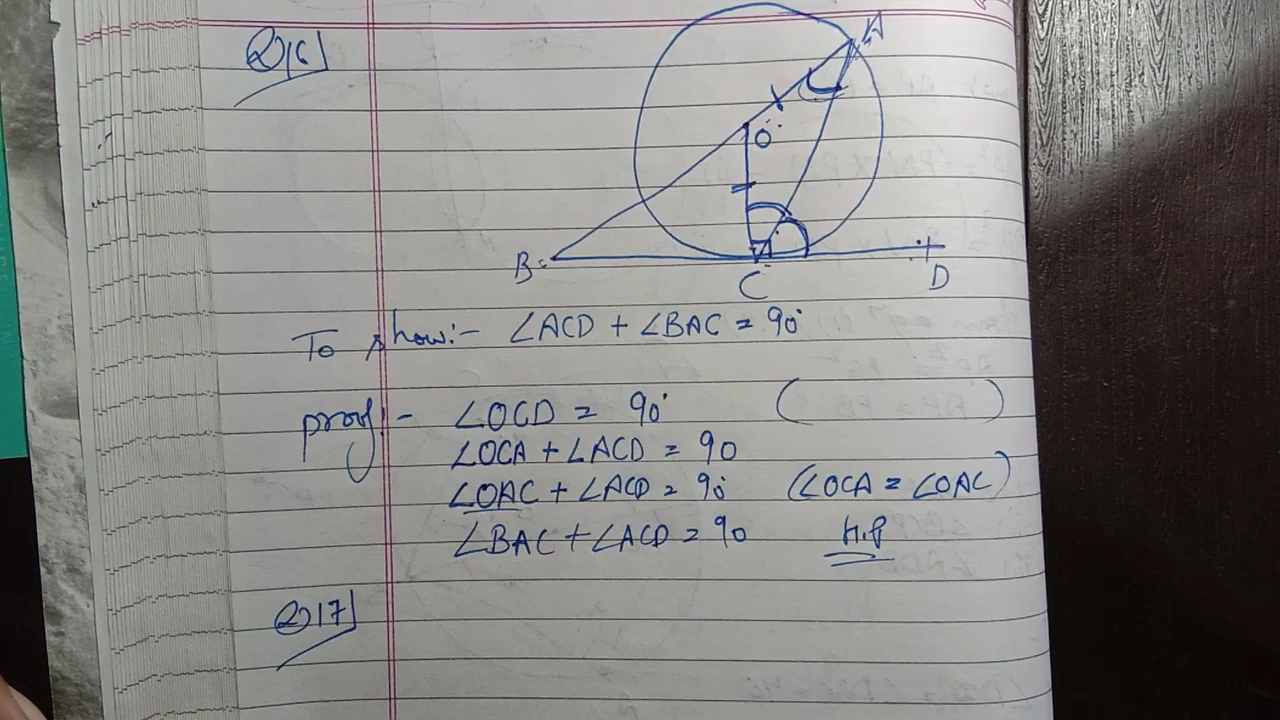 Q16
A
O
B
C
D
To show:- ∠ACD + ∠BAC = 90°
proof:- ∠OCD = 90° ( )
∠OCA + ∠ACD = 90
∠OAC + ∠ACD = 90° (∠OCA = ∠OAC)
∠BAC + ∠ACD = 90 H.P
Q17